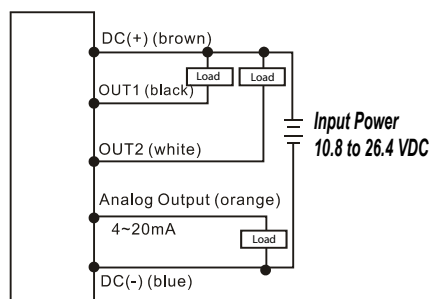 DC(+) (brown)
Load
Load
OUT1 (black)
Input Power
10.8 to 26.4 VDC
OUT2 (white)
Analog Output (orange)
4~20mA
Load
DC(-) (blue)